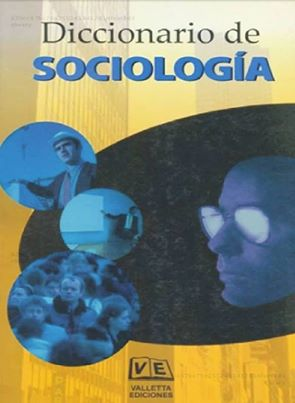 Diccionario de
SOCIOLOGÍA
VE
VALLETTA
EDICIONES